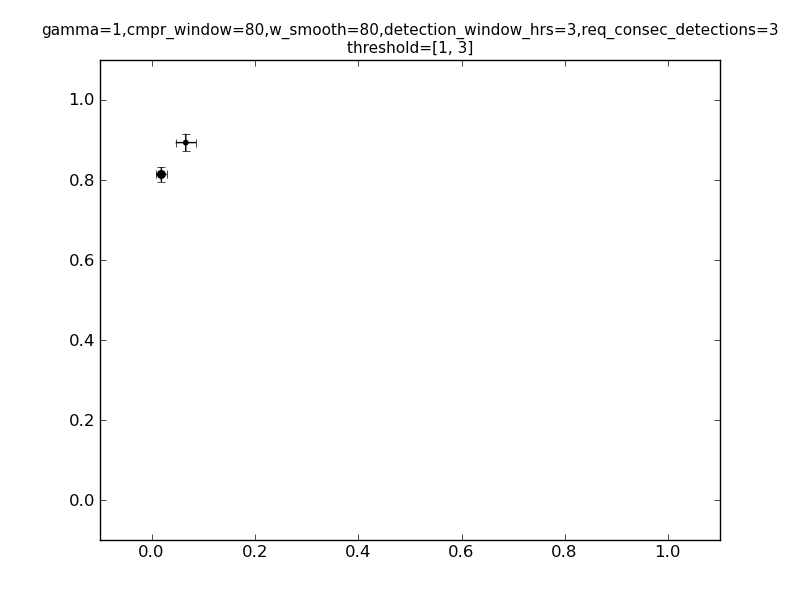 gamma=1,cmpr_window=80,w_smooth=80,detection_window_hrs=3,req_consec_detections=3
threshold=[1, 3]
1.0
0.8
0.6
0.4
0.2
0.0
0.0 0.2 0.4 0.6 0.8 1.0